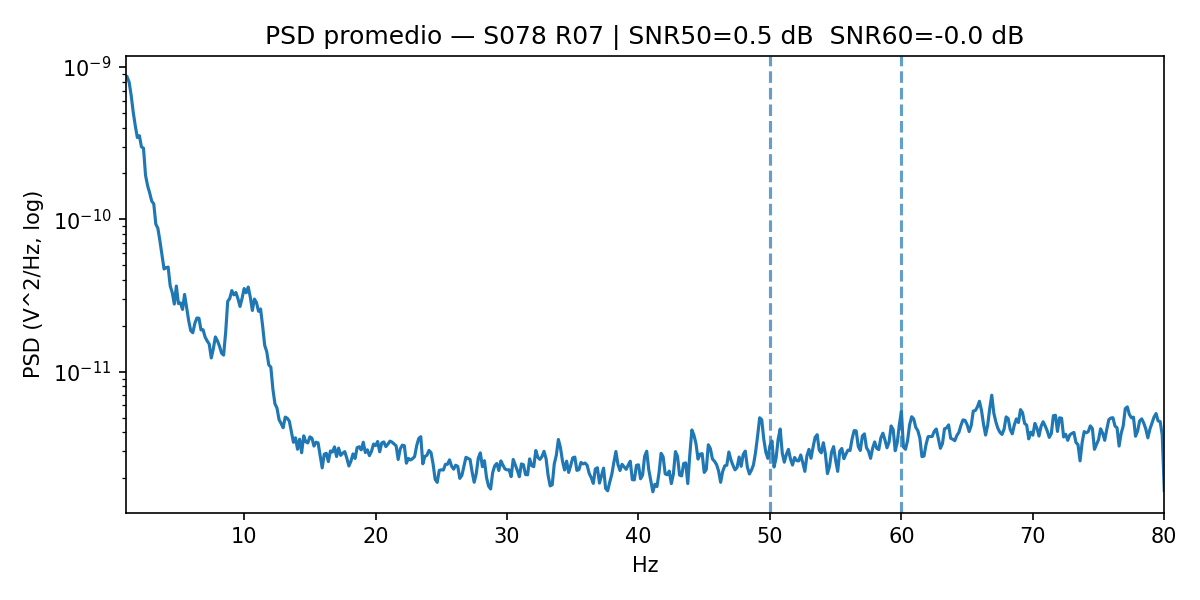 PSD promedio — S078 R07 | SNR50=0.5 dB  SNR60=-0.0 dB
PSD (V^2/Hz, log)
10⁻⁹
10⁻¹⁰
10⁻¹¹
10 20 30 40 50 60 70 80
Hz